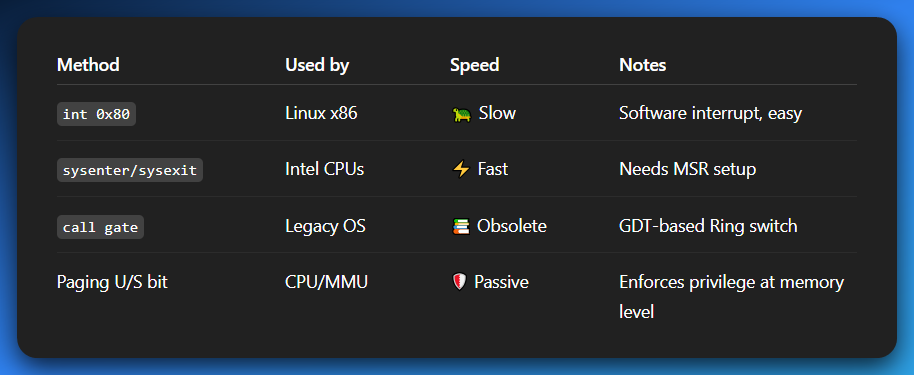 Method Used by Speed Notes
int 0x80 Linux x86 🐢 Slow Software interrupt, easy
sysenter/sysexit Intel CPUs ⚡ Fast Needs MSR setup
call gate Legacy OS 📚 Obsolete GDT-based Ring switch
Paging U/S bit CPU/MMU 🛡️ Passive Enforces privilege at memory
level